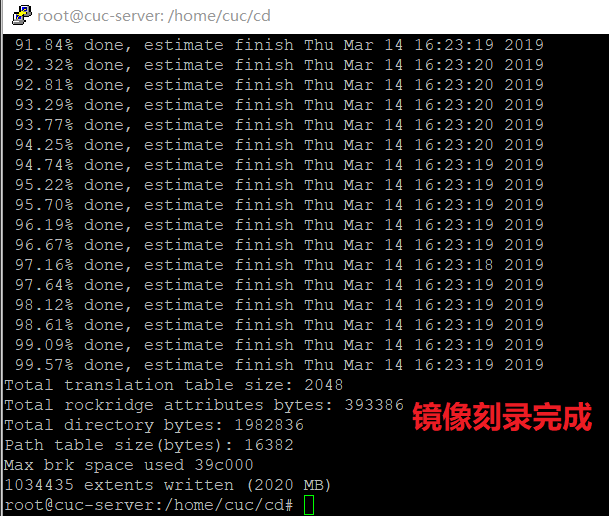 root@cuc-server: /home/cuc/cd
91.84% done, estimate finish Thu Mar 14 16:23:19 2019
92.32% done, estimate finish Thu Mar 14 16:23:20 2019
92.81% done, estimate finish Thu Mar 14 16:23:20 2019
93.29% done, estimate finish Thu Mar 14 16:23:20 2019
93.77% done, estimate finish Thu Mar 14 16:23:20 2019
94.25% done, estimate finish Thu Mar 14 16:23:20 2019
94.74% done, estimate finish Thu Mar 14 16:23:19 2019
95.22% done, estimate finish Thu Mar 14 16:23:19 2019
95.70% done, estimate finish Thu Mar 14 16:23:19 2019
96.19% done, estimate finish Thu Mar 14 16:23:19 2019
96.67% done, estimate finish Thu Mar 14 16:23:19 2019
97.16% done, estimate finish Thu Mar 14 16:23:18 2019
97.64% done, estimate finish Thu Mar 14 16:23:19 2019
98.12% done, estimate finish Thu Mar 14 16:23:19 2019
98.61% done, estimate finish Thu Mar 14 16:23:19 2019
99.09% done, estimate finish Thu Mar 14 16:23:19 2019
99.57% done, estimate finish Thu Mar 14 16:23:19 2019
Total translation table size: 2048
Total rockridge attributes bytes: 393386
Total directory bytes: 1982836
Path table size(bytes): 16382
Max brk space used 39c000
1034435 extents written (2020 MB)
root@cuc-server:/home/cuc/cd#
镜像刻录完成